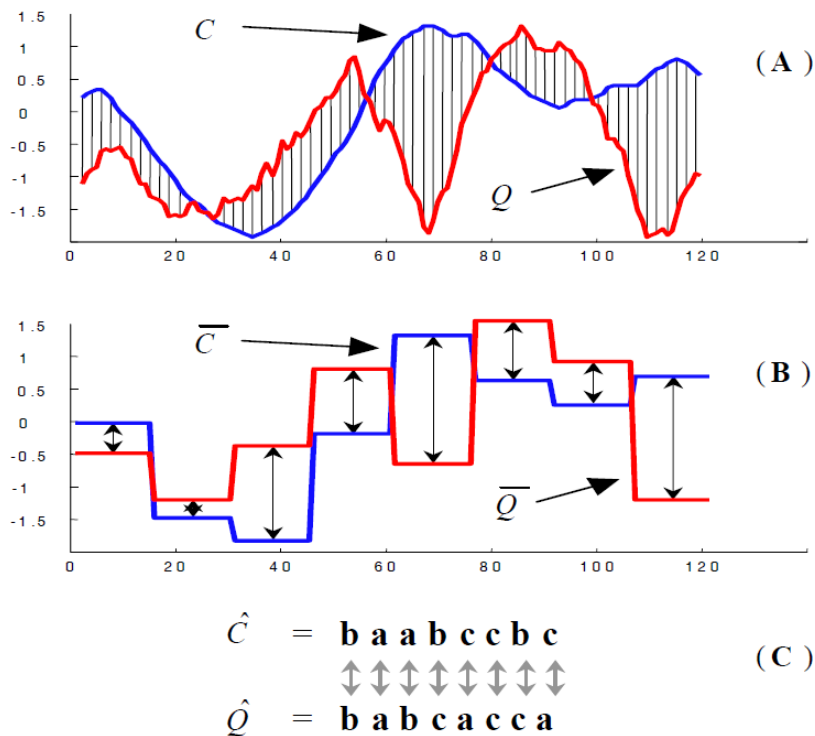 1.5
C
1
( A )
0.5
0
-0.5
-1
Q
-1.5
0 20 40 60 80 100 120
1.5
C̅
1
( B )
0.5
0
-0.5
-1
Q̅
-1.5
0 20 40 60 80 100 120
Ĉ = b a a b c c b c
( C )
Q̂ = b a b c a c c a